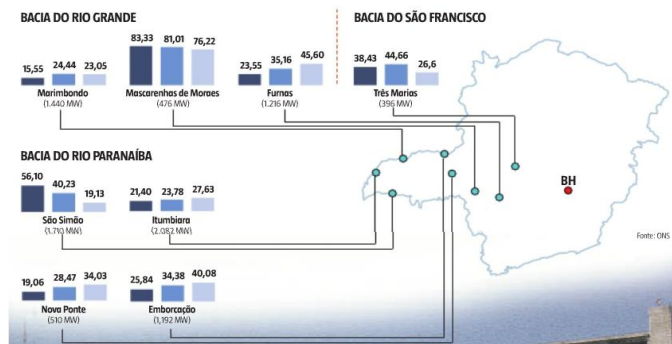 BACIA DO RIO GRANDE
15,55 24,44 23,05
Marimbondo
(1.440 MW)
83,33 81,01 76,22
Mascarenhas de Moraes
(476 MW)
23,55 35,16 45,60
Furnas
(1.216 MW)
BACIA DO SÃO FRANCISCO
38,43 44,66 26,6
Três Marias
(396 MW)
BACIA DO RIO PARANAÍBA
56,10 40,23 19,13
São Simão
(1.710 MW)
21,40 23,78 27,63
Itumbiara
(2.082 MW)
19,06 28,47 34,03
Nova Ponte
(510 MW)
25,84 34,38 40,08
Emborcação
(1,192 MW)
BH
Fonte: ONS